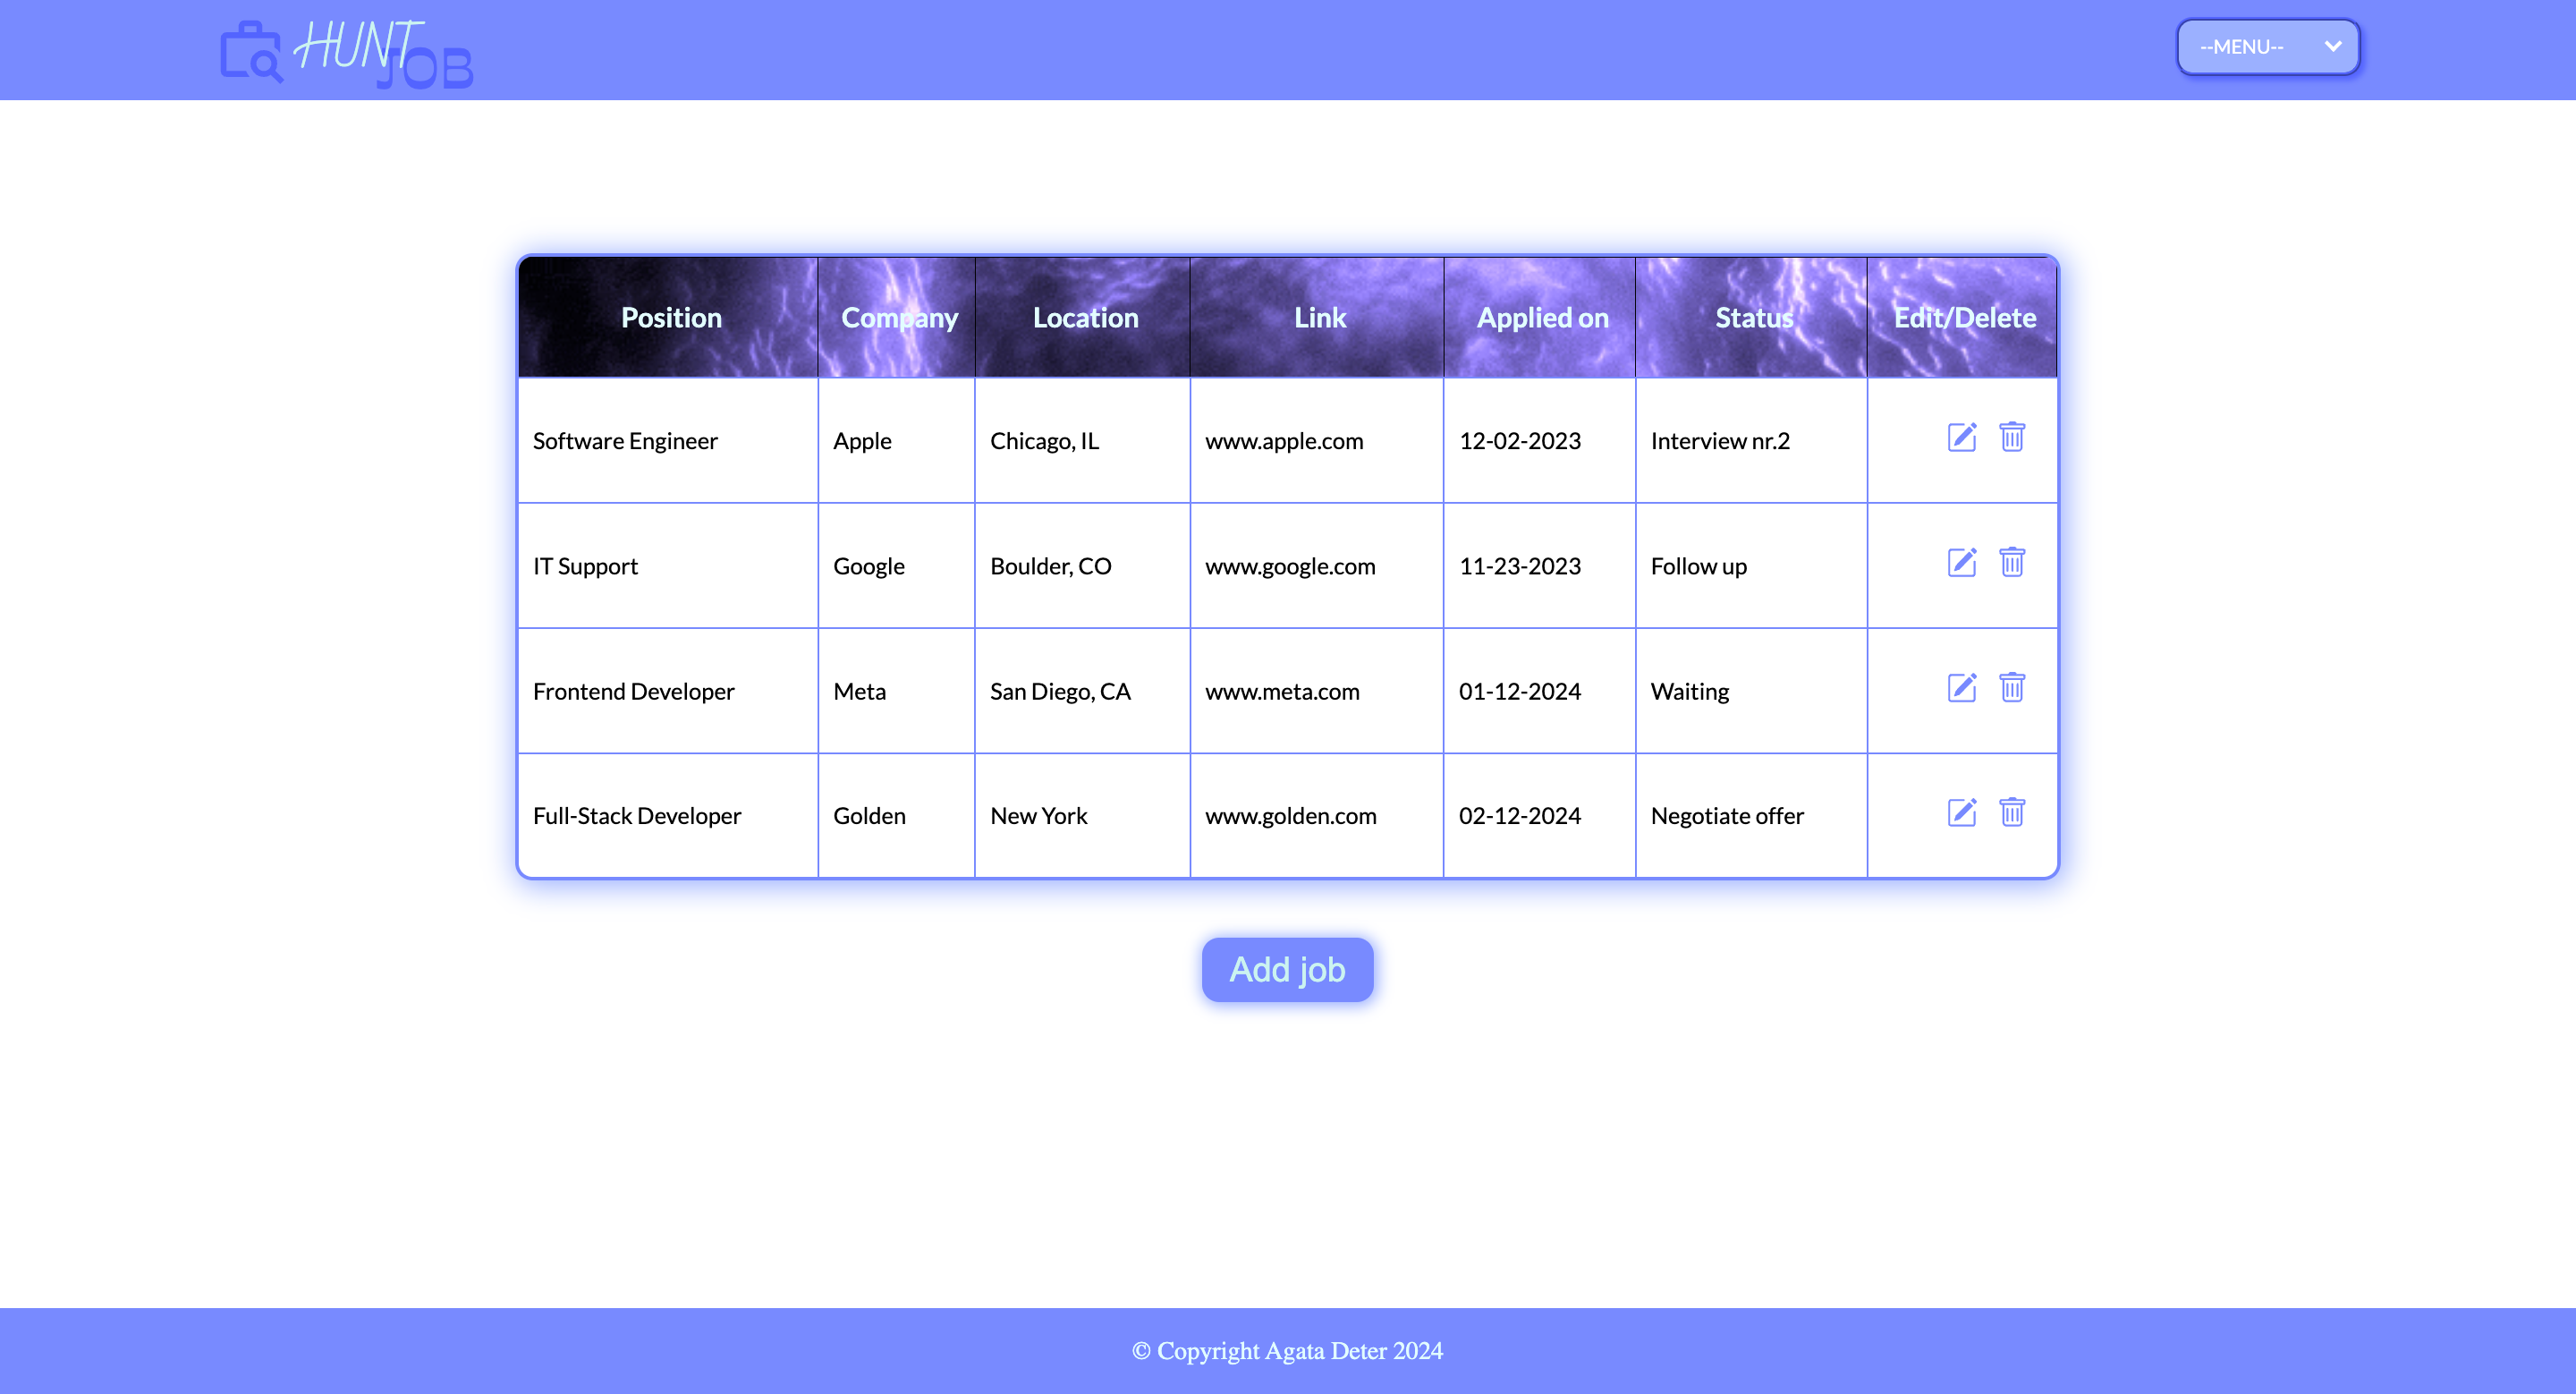 HUNT
JOB
--MENU--
Position Company Location Link Applied on Status Edit/Delete
Software Engineer Apple Chicago, IL www.apple.com 12-02-2023 Interview nr.2
IT Support Google Boulder, CO www.google.com 11-23-2023 Follow up
Frontend Developer Meta San Diego, CA www.meta.com 01-12-2024 Waiting
Full-Stack Developer Golden New York www.golden.com 02-12-2024 Negotiate offer
Add job
© Copyright Agata Deter 2024